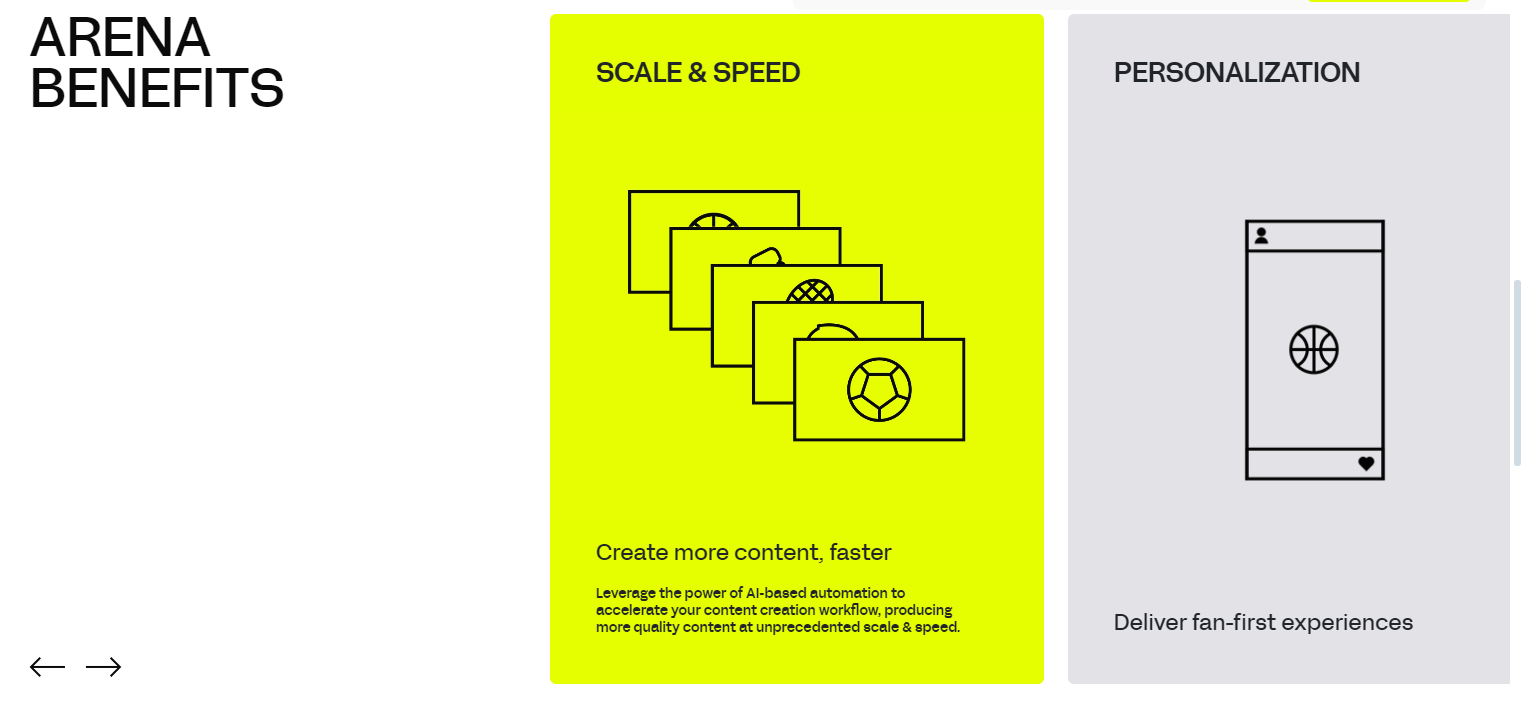 ARENA
BENEFITS
SCALE & SPEED
Create more content, faster
Leverage the power of AI-based automation to
accelerate your content creation workflow, producing
more quality content at unprecedented scale & speed.
PERSONALIZATION
Deliver fan-first experiences